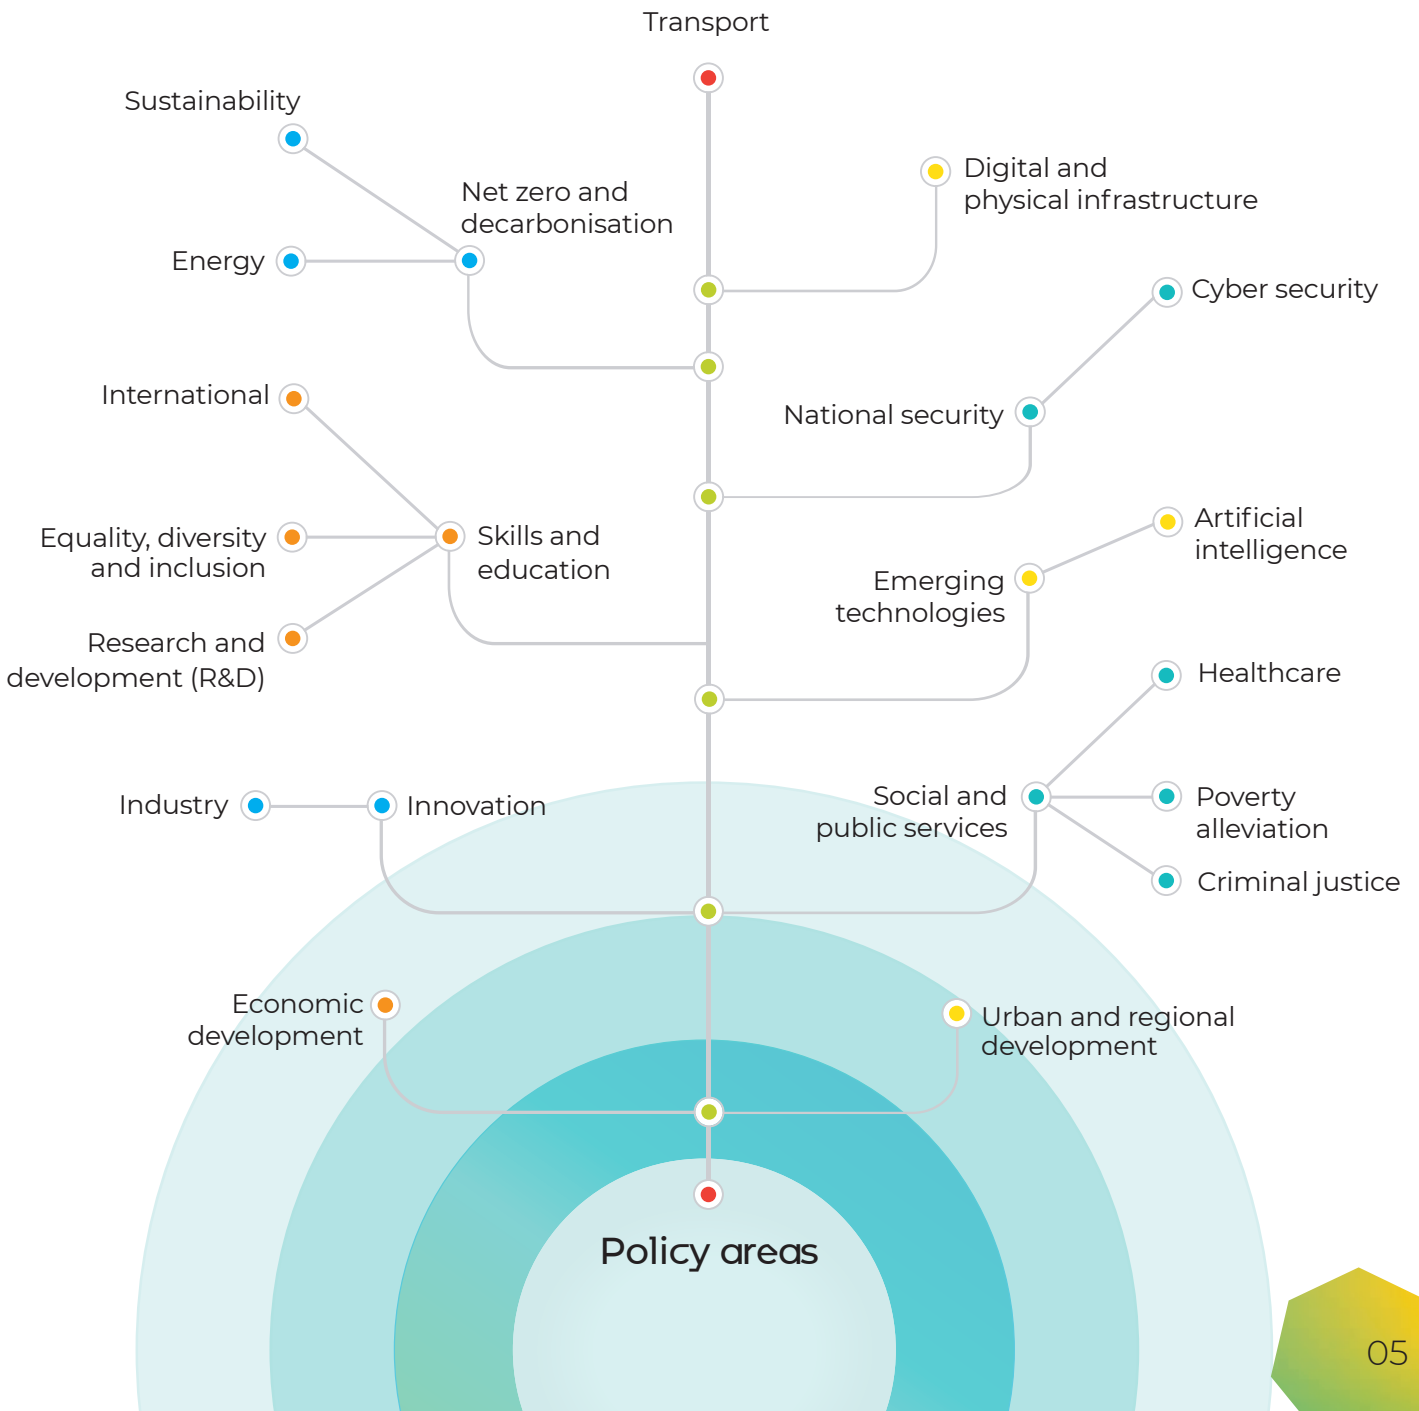 Transport
Sustainability
Net zero and
decarbonisation
Energy
Digital and
physical infrastructure
Cyber security
International
National security
Equality, diversity
and inclusion
Skills and
education
Research and
development (R&D)
Artificial
intelligence
Emerging
technologies
Healthcare
Industry
Innovation
Social and
public services
Poverty
alleviation
Criminal justice
Economic
development
Urban and regional
development
Policy areas
05